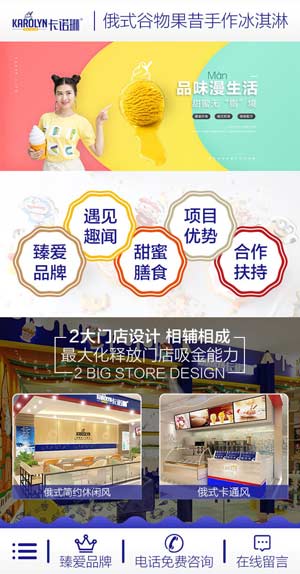 KAROLYN 卡诺琳 俄式谷物果昔手作冰淇淋
Màn
品味漫生活
甜蜜无“脂”境
遇见
趣闻
项目
优势
臻爱
品牌
甜蜜
膳食
合作
扶持
2大门店设计 相辅相成
最大化释放门店吸金能力
2 BIG STORE DESIGN
俄式简约休闲风
俄式卡通风
臻爱品牌
电话免费咨询
在线留言